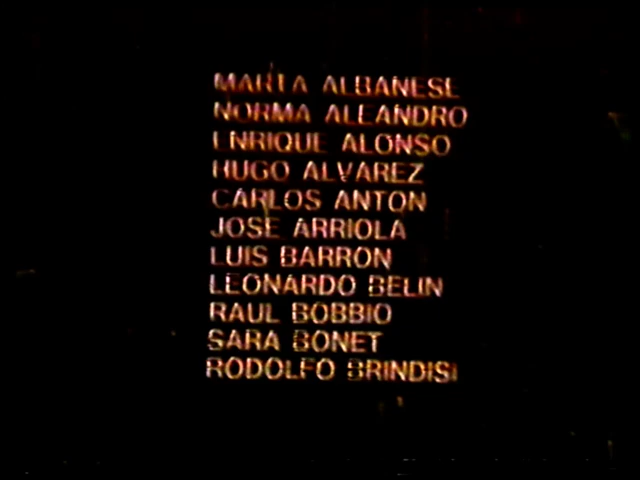 MARTA ALBANESE
NORMA ALEANDRO
ENRIQUE ALONSO
HUGO ALVAREZ
CARLOS ANTON
JOSE ARRIOLA
LUIS BARRON
LEONARDO BELIN
RAUL BOBBIO
SARA BONET
RODOLFO BRINDISI